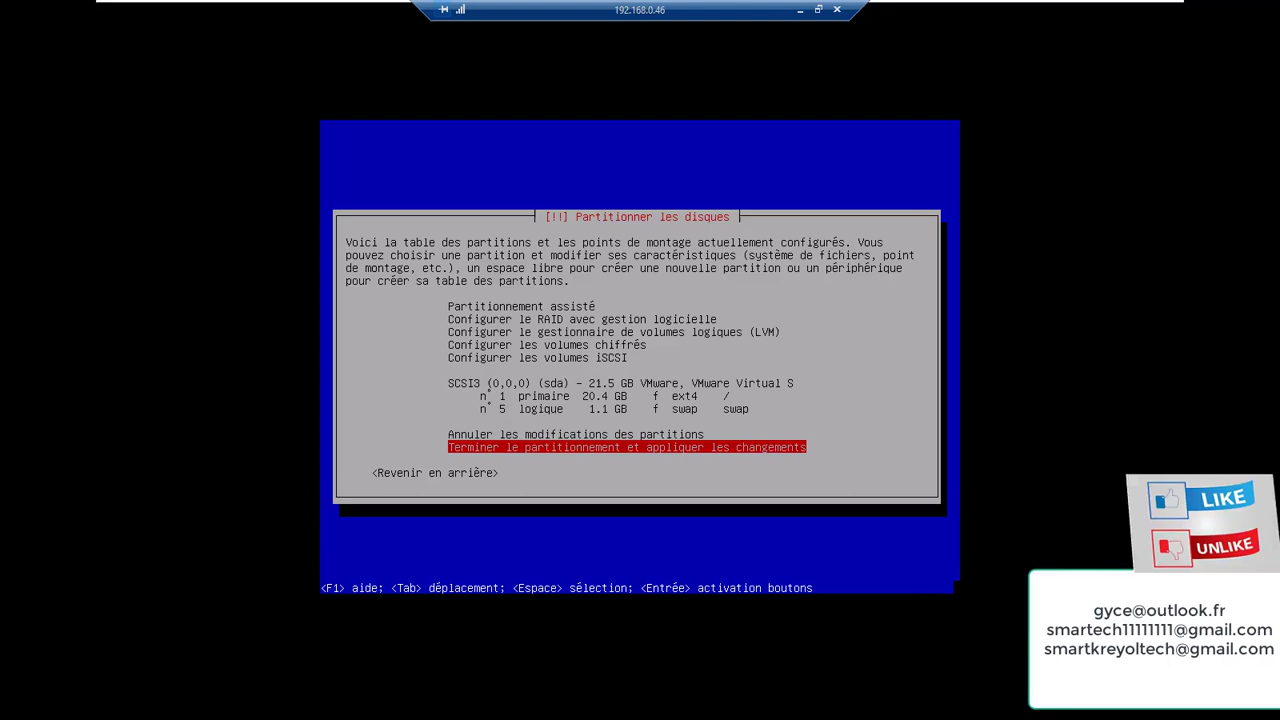 192.168.0.46
[!!] Partitionner les disques
Voici la table des partitions et les points de montage actuellement configurés. Vous
pouvez choisir une partition et modifier ses caractéristiques (système de fichiers, point
de montage, etc.), un espace libre pour créer une nouvelle partition ou un périphérique
pour créer sa table des partitions.
Partitionnement assisté
Configurer le RAID avec gestion logicielle
Configurer le gestionnaire de volumes logiques (LVM)
Configurer les volumes chiffrés
Configurer les volumes iSCSI
SCSI3 (0,0,0) (sda) - 21.5 GB VMware, VMware Virtual S
n° 1 primaire 20.4 GB f ext4 /
n° 5 logique 1.1 GB f swap swap
Annuler les modifications des partitions
Terminer le partitionnement et appliquer les changements
<Revenir en arrière>
<F1> aide; <Tab> déplacement; <Espace> sélection; <Entrée> activation boutons
LIKE
UNLIKE
gyce@outlook.fr
smartech11111111@gmail.com
smartkreyoltech@gmail.com